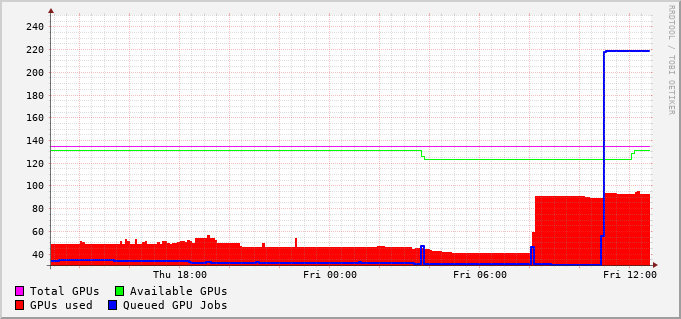 RRDTOOL / TOBI OETIKER
240
220
200
180
160
140
120
100
80
60
40
Thu 18:00 Fri 00:00 Fri 06:00 Fri 12:00
Total GPUs Available GPUs
GPUs used Queued GPU Jobs